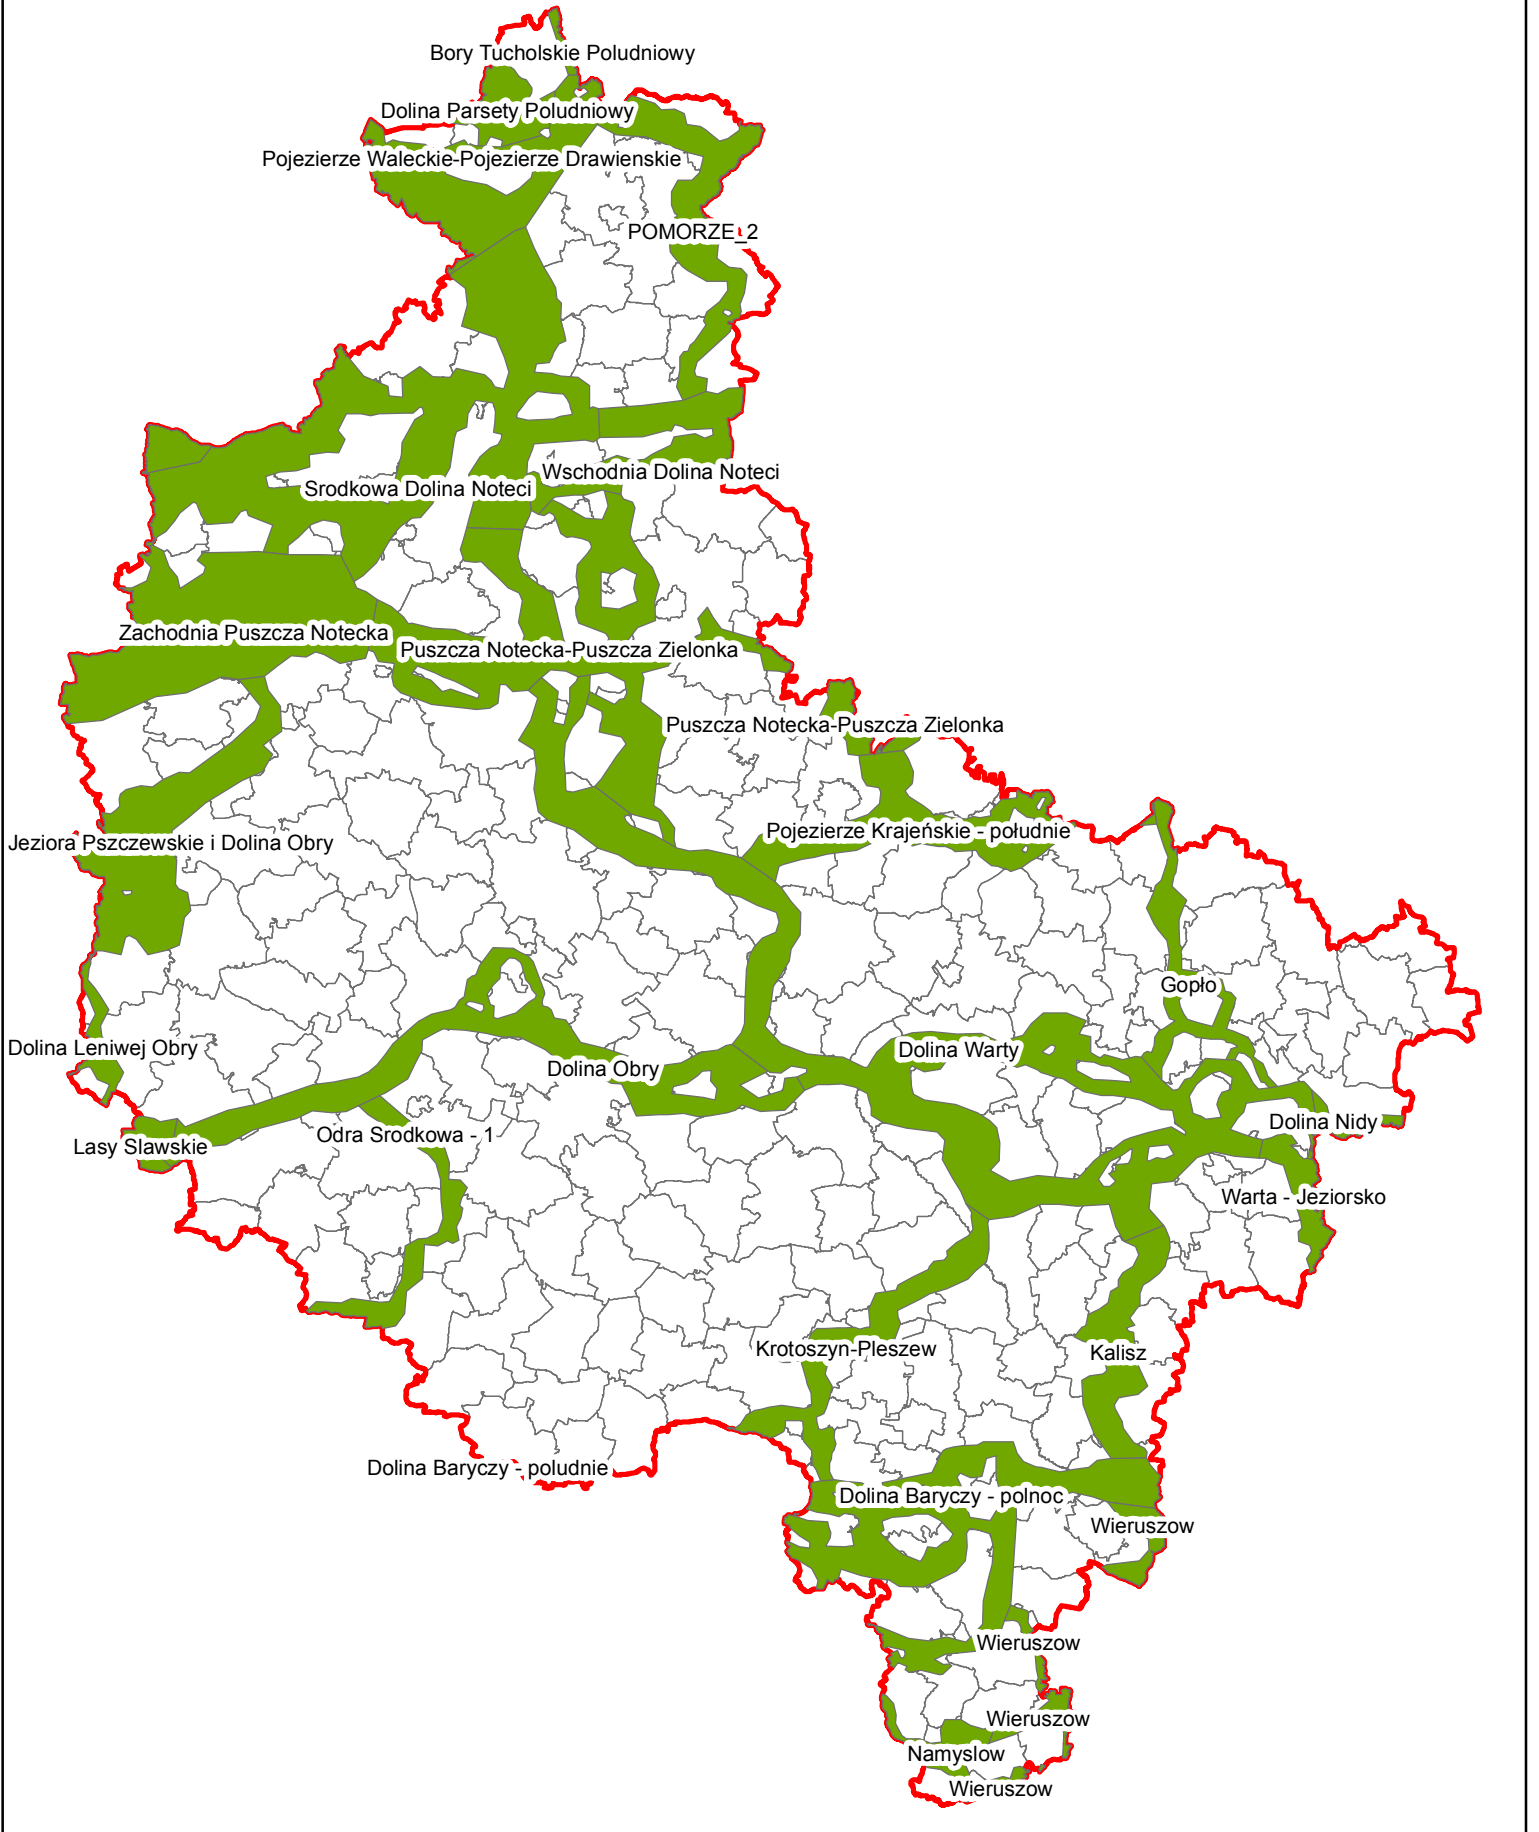 Bory Tucholskie Poludniowy
Dolina Parsety Poludniowy
Pojezierze Waleckie-Pojezierze Drawienskie
POMORZE_2
Wschodnia Dolina Noteci
Srodkowa Dolina Noteci
Zachodnia Puszcza Notecka
Puszcza Notecka-Puszcza Zielonka
Puszcza Notecka-Puszcza Zielonka
Pojezierze Krajeńskie - południe
Jeziora Pszczewskie i Dolina Obry
Gopło
Dolina Leniwej Obry
Dolina Warty
Dolina Obry
Dolina Nidy
Odra Srodkowa - 1
Lasy Slawskie
Warta - Jeziorsko
Krotoszyn-Pleszew
Kalisz
Dolina Baryczy - poludnie
Dolina Baryczy - polnoc
Wieruszow
Wieruszow
Wieruszow
Namyslow
Wieruszow